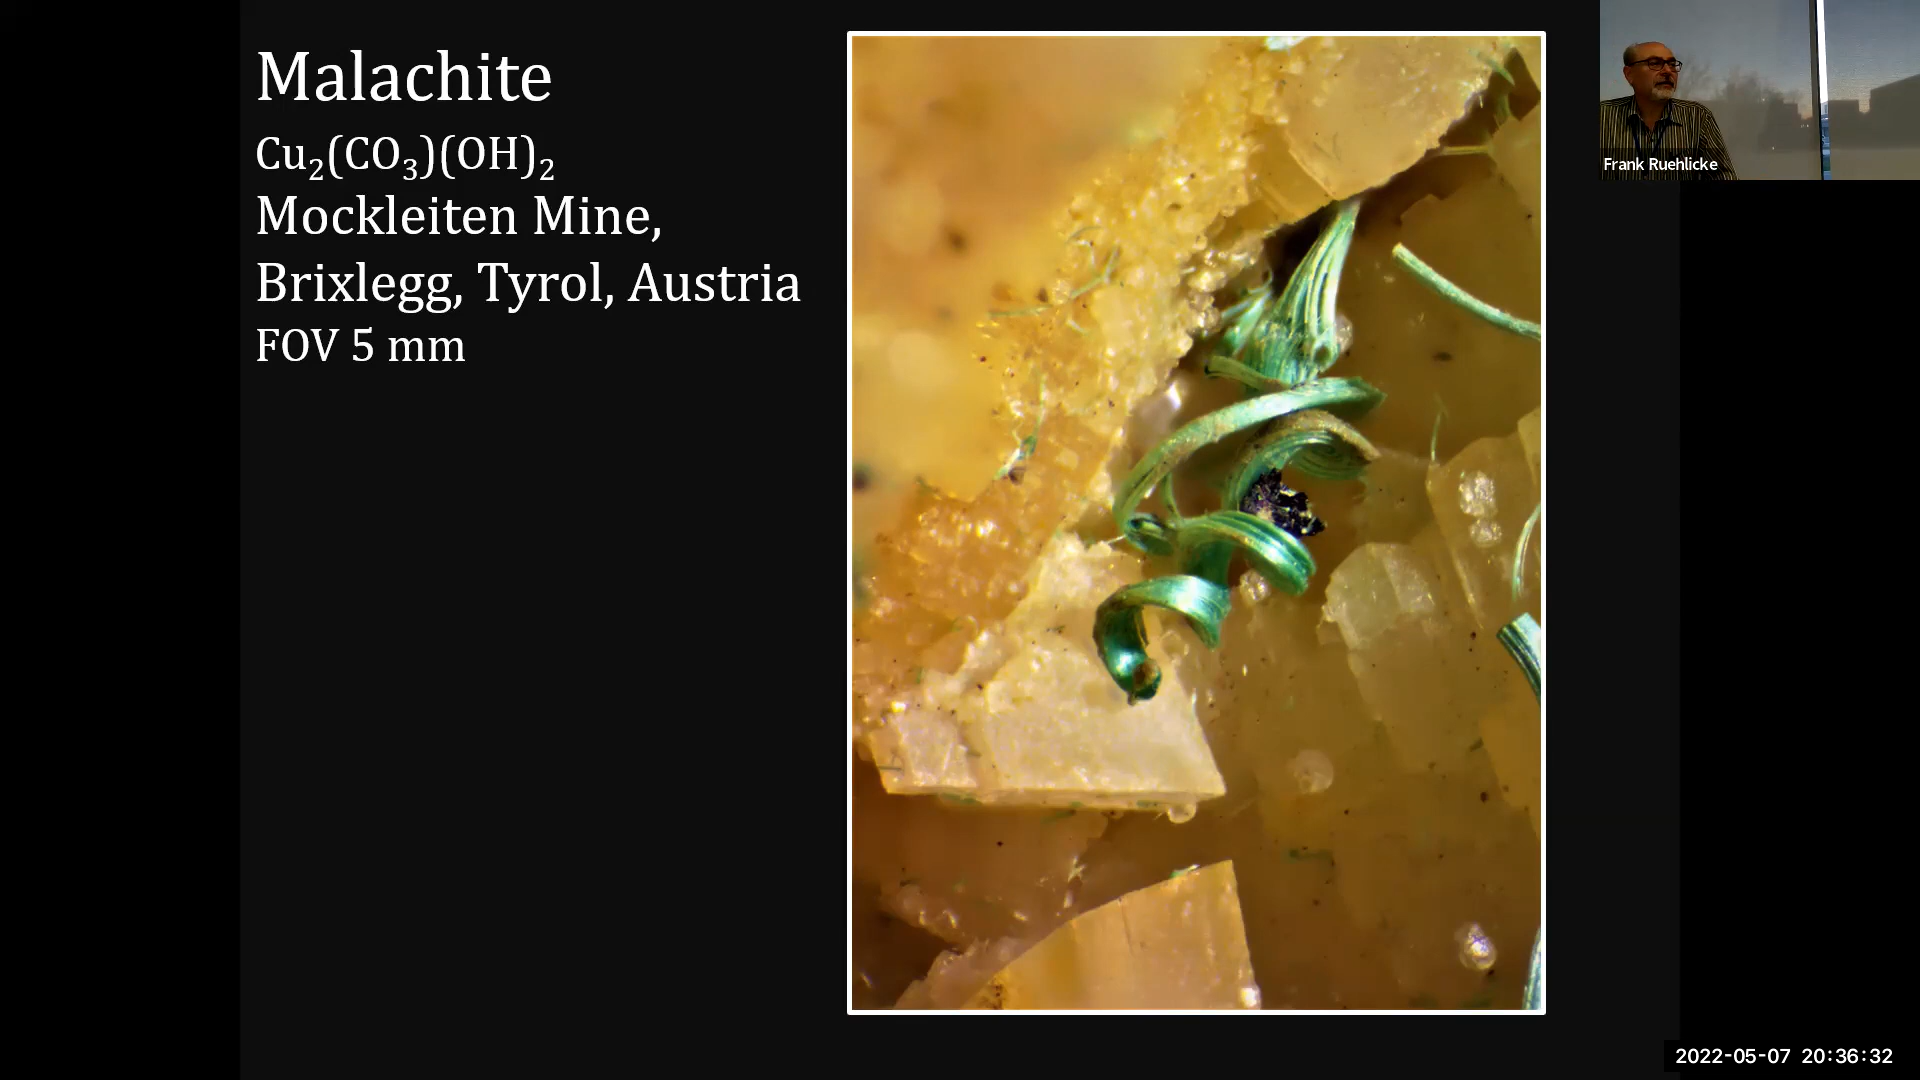 Malachite
Cu₂(CO₃)(OH)₂
Mockleiten Mine,
Brixlegg, Tyrol, Austria
FOV 5 mm
Frank Ruehlicke
2022-05-07 20:36:32